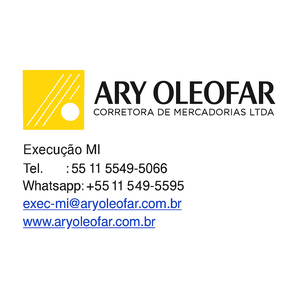 ARY OLEOFAR
CORRETORA DE MERCADORIAS LTDA
Execução MI
Tel. : 55 11 5549-5066
Whatsapp: +55 11 549-5595
exec-mi@aryoleofar.com.br
www.aryoleofar.com.br